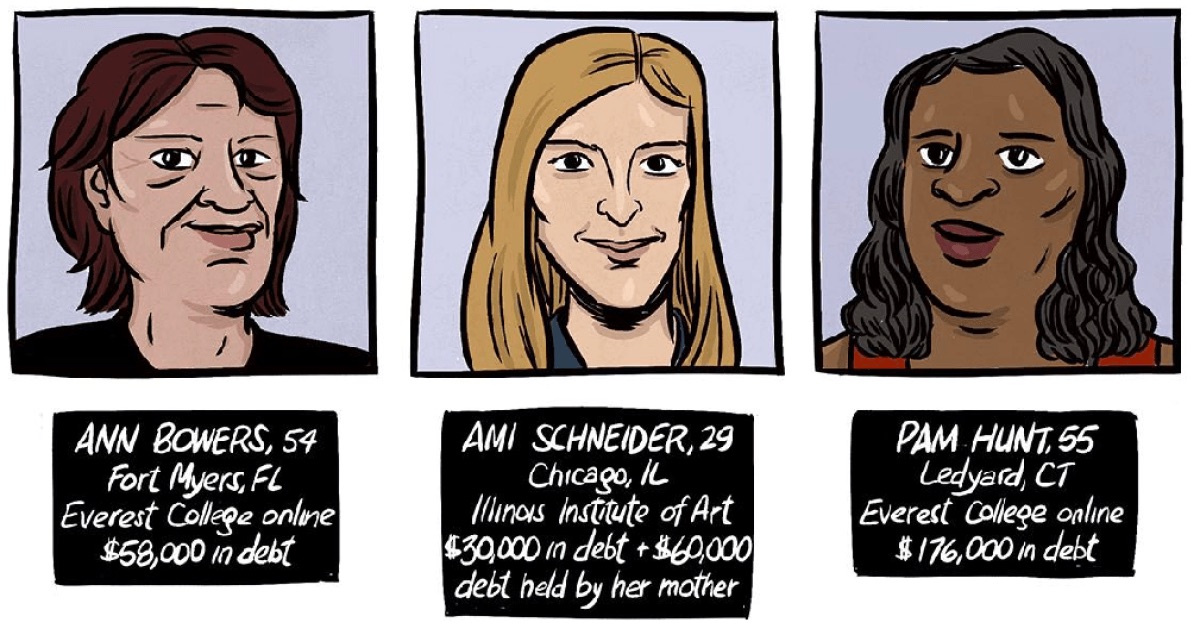 ANN BOWERS, 54
Fort Myers, FL
Everest College online
$58,000 in debt
AMI SCHNEIDER, 29
Chicago, IL
Illinois Institute of Art
$30,000 in debt + $60,000
debt held by her mother
PAM HUNT, 55
Ledyard, CT
Everest College online
$176,000 in debt